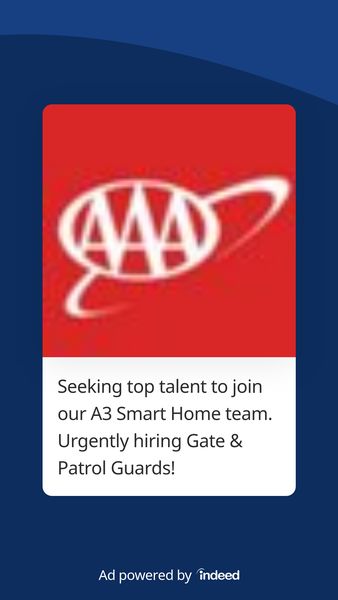 AAA
Seeking top talent to join
our A3 Smart Home team.
Urgently hiring Gate &
Patrol Guards!
Ad powered by indeed